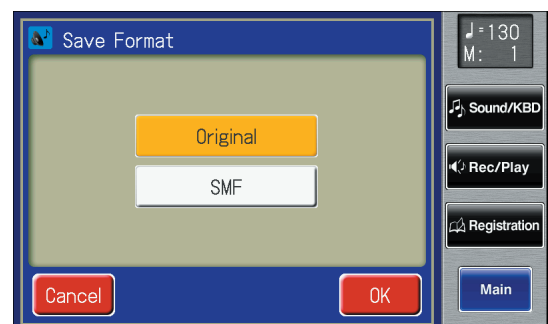 Save Format
Original
SMF
Cancel
OK
♩=130
M: 1
Sound/KBD
Rec/Play
Registration
Main